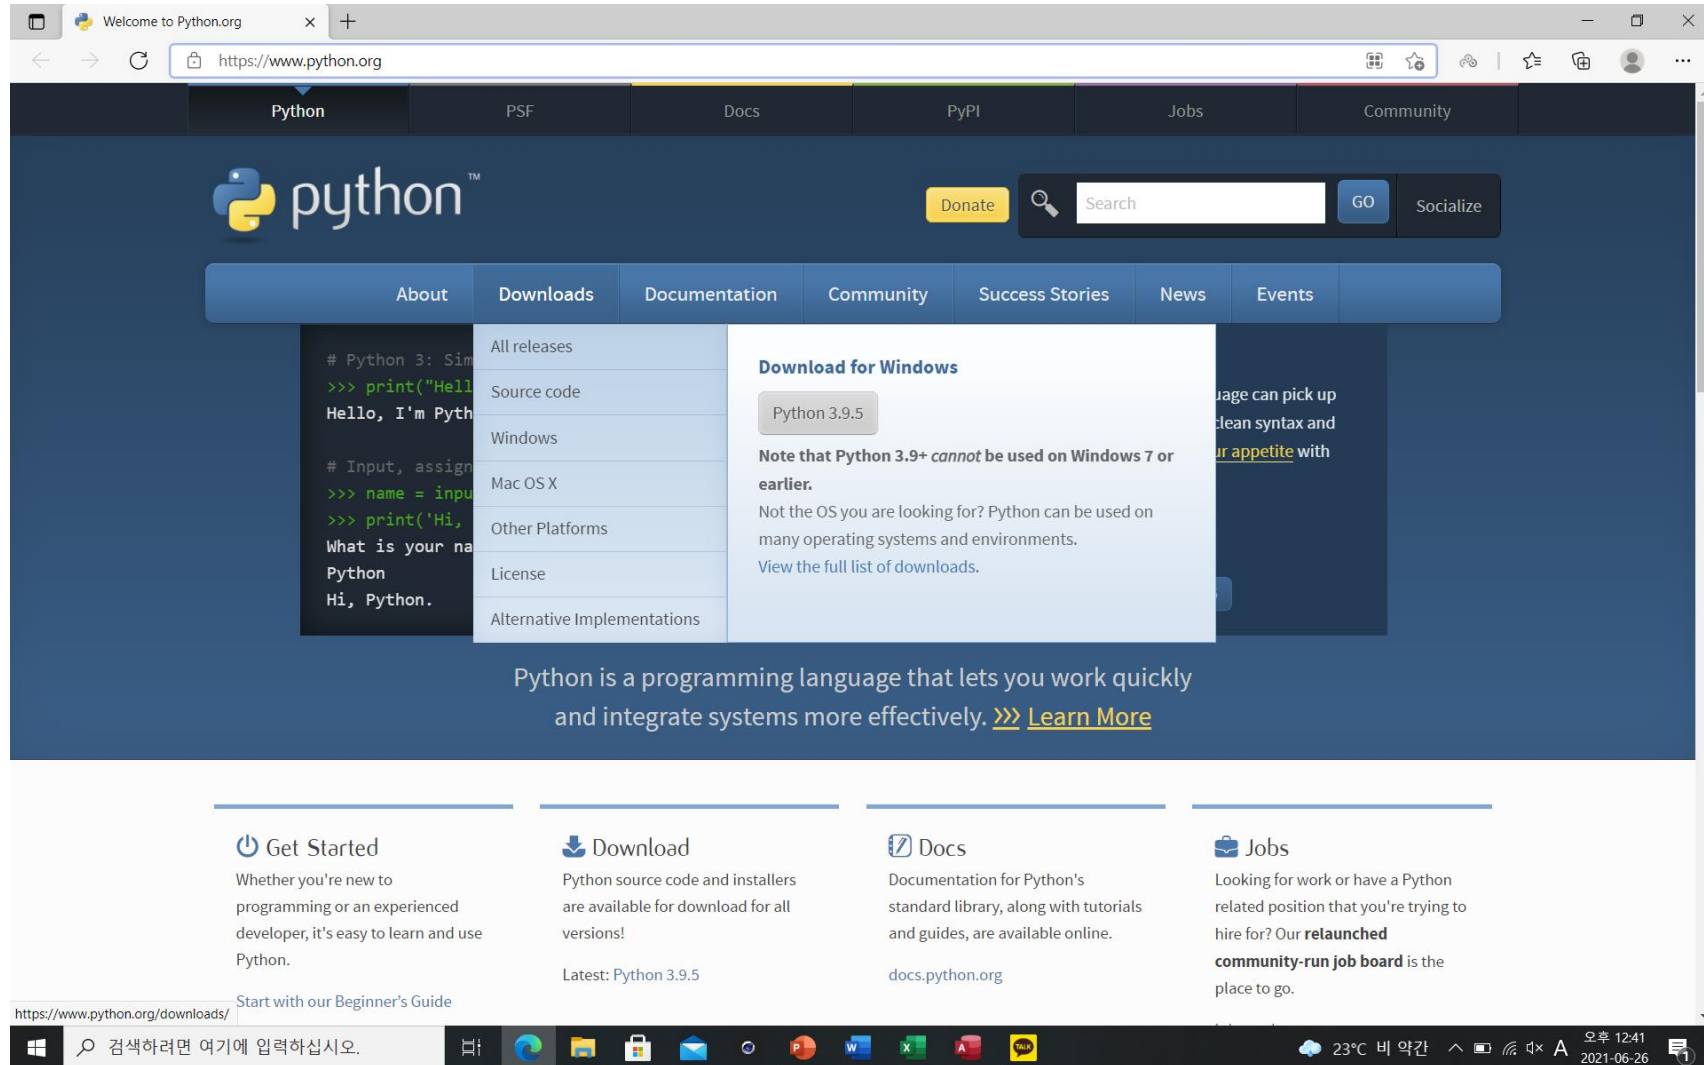 Welcome to Python.org
https://www.python.org
Python
PSF
Docs
PyPI
Jobs
Community
python™
Donate
Search
GO
Socialize
About
Downloads
Documentation
Community
Success Stories
News
Events
# Python 3: Sim
>>> print("Hell
Hello, I'm Pyth
# Input, assign
>>> name = inpu
>>> print('Hi,
What is your na
Python
Hi, Python.
All releases
Source code
Windows
Mac OS X
Other Platforms
License
Alternative Implementations
Download for Windows
Python 3.9.5
Note that Python 3.9+ cannot be used on Windows 7 or
earlier.
Not the OS you are looking for? Python can be used on
many operating systems and environments.
View the full list of downloads.
uage can pick up
clean syntax and
ur appetite with
Python is a programming language that lets you work quickly
and integrate systems more effectively. >>> Learn More
Get Started
Whether you're new to
programming or an experienced
developer, it's easy to learn and use
Python.
Start with our Beginner's Guide
Download
Python source code and installers
are available for download for all
versions!
Latest: Python 3.9.5
Docs
Documentation for Python's
standard library, along with tutorials
and guides, are available online.
docs.python.org
Jobs
Looking for work or have a Python
related position that you're trying to
hire for? Our relaunched
community-run job board is the
place to go.
https://www.python.org/downloads/
검색하려면 여기에 입력하십시오.
P
W
X
A
TALK
23°C 비 약간
A
오후 12:41
2021-06-26
1